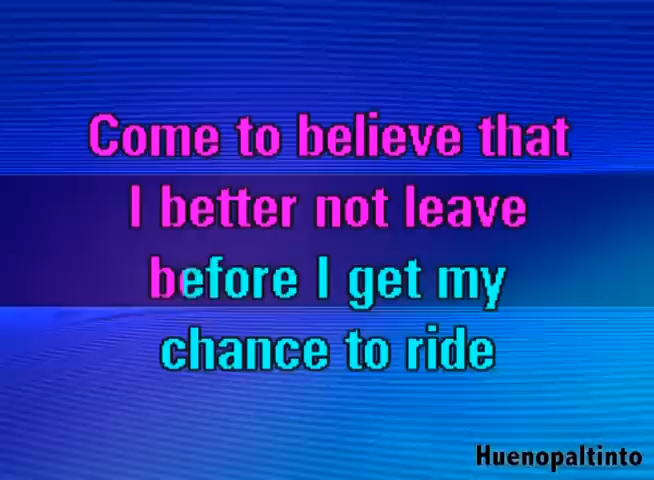 Come to believe that
I better not leave
before I get my
chance to ride
Huenopaltinto